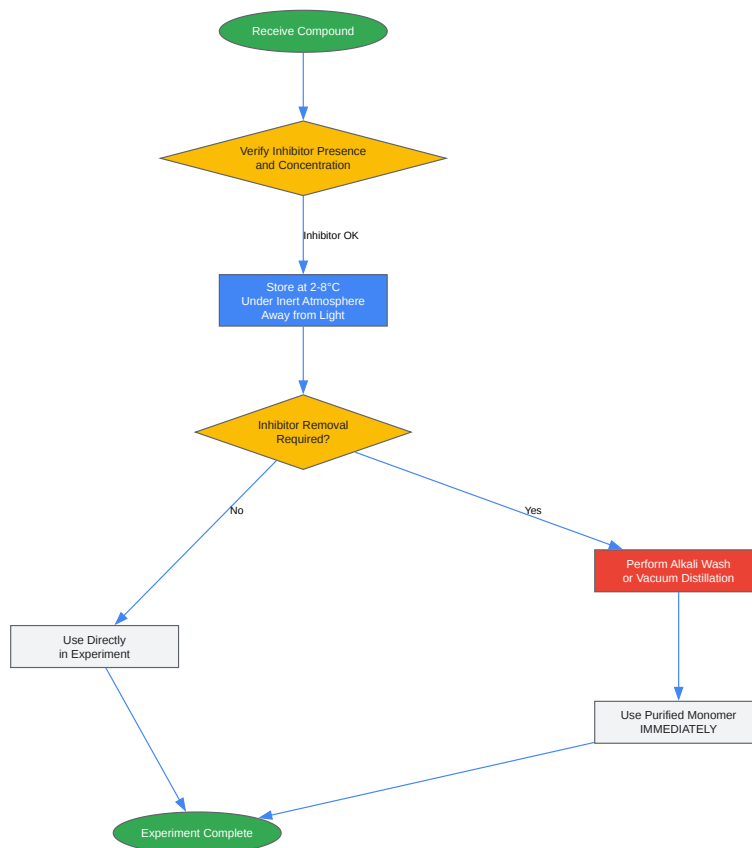 Receive Compound
Verify Inhibitor Presence
and Concentration
Inhibitor OK
Store at 2-8°C
Under Inert Atmosphere
Away from Light
Inhibitor Removal
Required?
No
Yes
Perform Alkali Wash
or Vacuum Distillation
Use Directly
in Experiment
Use Purified Monomer
IMMEDIATELY
Experiment Complete